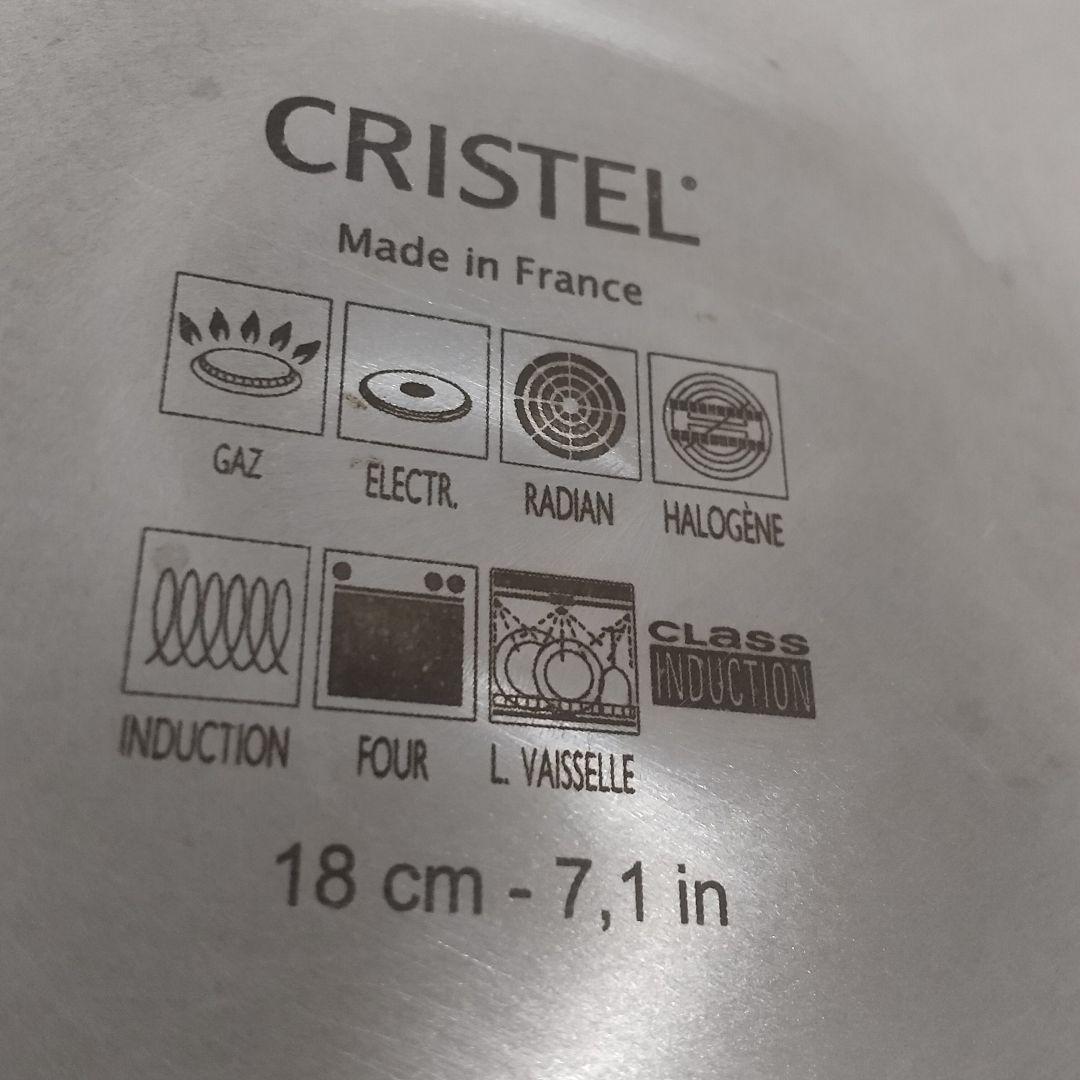 CRISTEL®
Made in France
GAZ ELECTR. RADIAN HALOGÈNE
CLass
INDUCTION
INDUCTION FOUR L. VAISSELLE
18 cm - 7,1 in